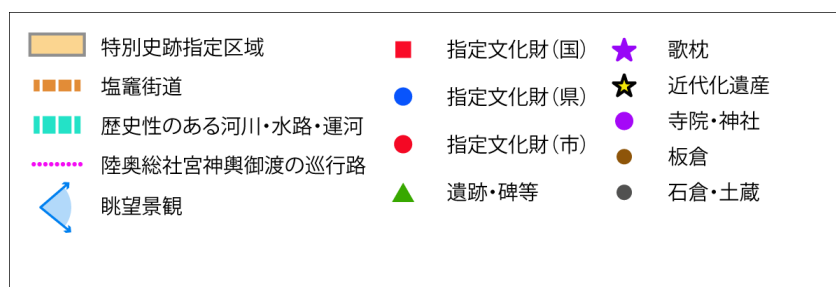 特別史跡指定区域
塩竈街道
歴史性のある河川・水路・運河
陸奥総社宮神輿御渡の巡行路
眺望景観
指定文化財（国）
指定文化財（県）
指定文化財（市）
遺跡・碑等
歌枕
近代化遺産
寺院・神社
板倉
石倉・土蔵